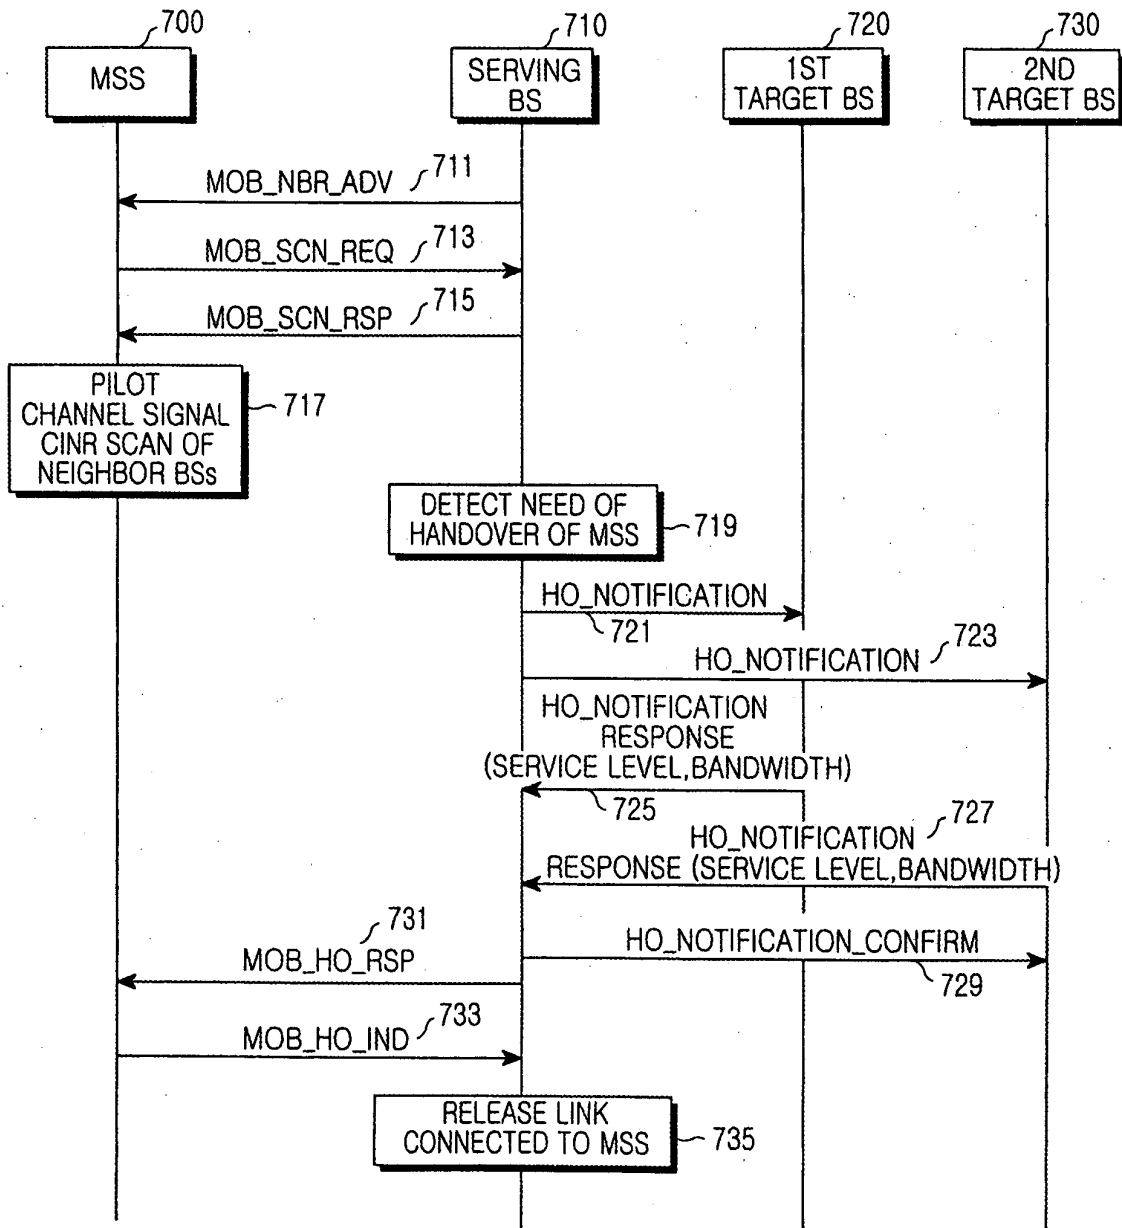 700
710
720
730
MSS
SERVING
BS
1ST
TARGET BS
2ND
TARGET BS
MOB_NBR_ADV
711
MOB_SCN_REQ
713
MOB_SCN_RSP
715
PILOT
CHANNEL SIGNAL
CINR SCAN OF
NEIGHBOR BSs
717
DETECT NEED OF
HANDOVER OF MSS
719
HO_NOTIFICATION
721
HO_NOTIFICATION
723
HO_NOTIFICATION
RESPONSE
(SERVICE LEVEL,BANDWIDTH)
725
727
HO_NOTIFICATION
RESPONSE (SERVICE LEVEL,BANDWIDTH)
HO_NOTIFICATION_CONFIRM
729
731
MOB_HO_RSP
733
MOB_HO_IND
RELEASE LINK
CONNECTED TO MSS
735